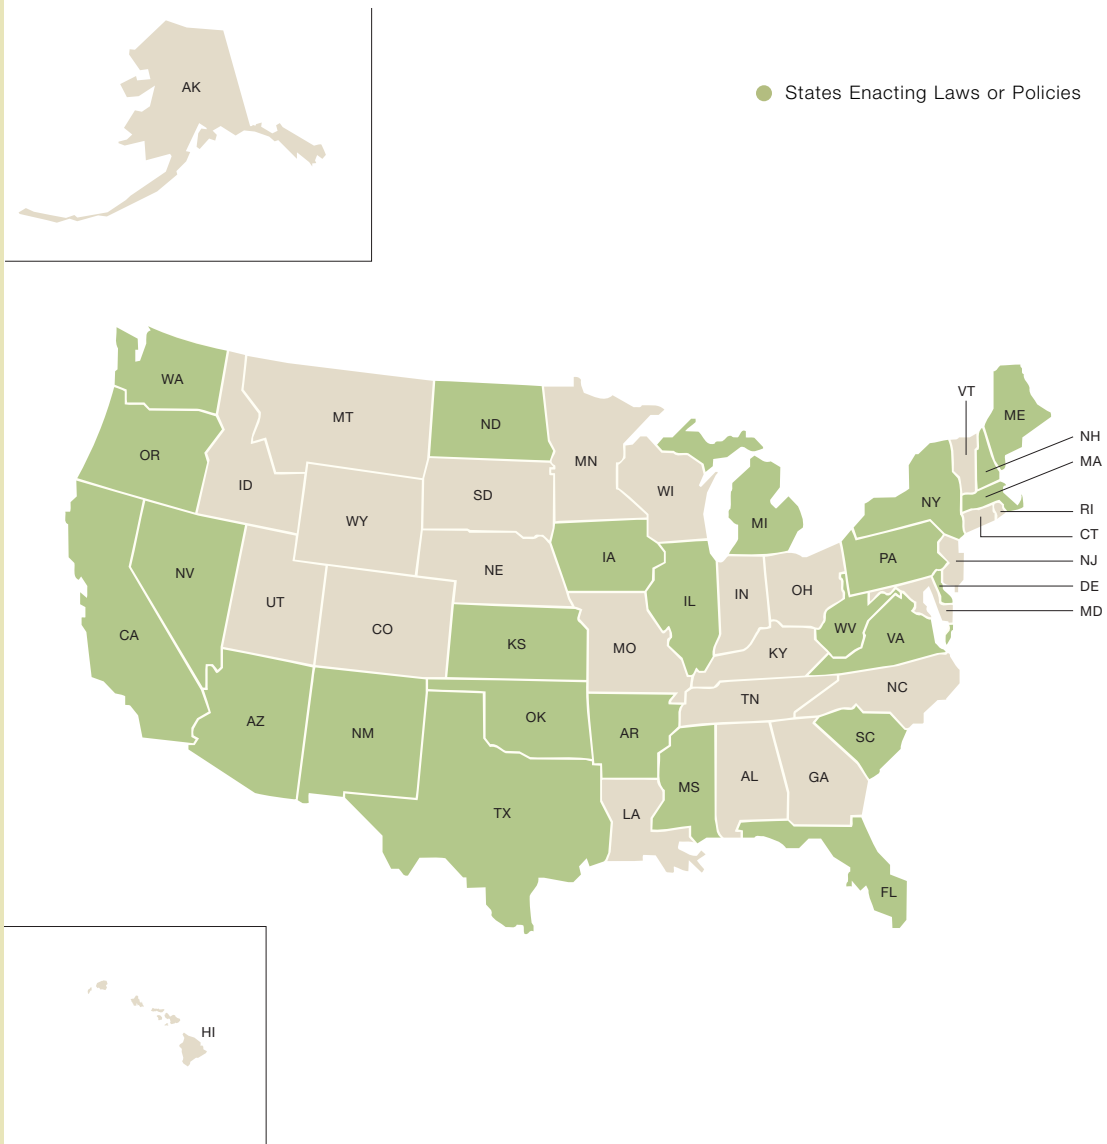 AK
States Enacting Laws or Policies
WA
MT
ND
VT
ME
OR
ID
SD
MN
WI
MI
NY
NH
MA
RI
CT
NJ
DE
MD
WY
NV
UT
CO
NE
IA
IL
IN
OH
PA
CA
KS
MO
KY
WV
VA
AZ
NM
OK
AR
TN
NC
SC
TX
LA
MS
AL
GA
FL
HI